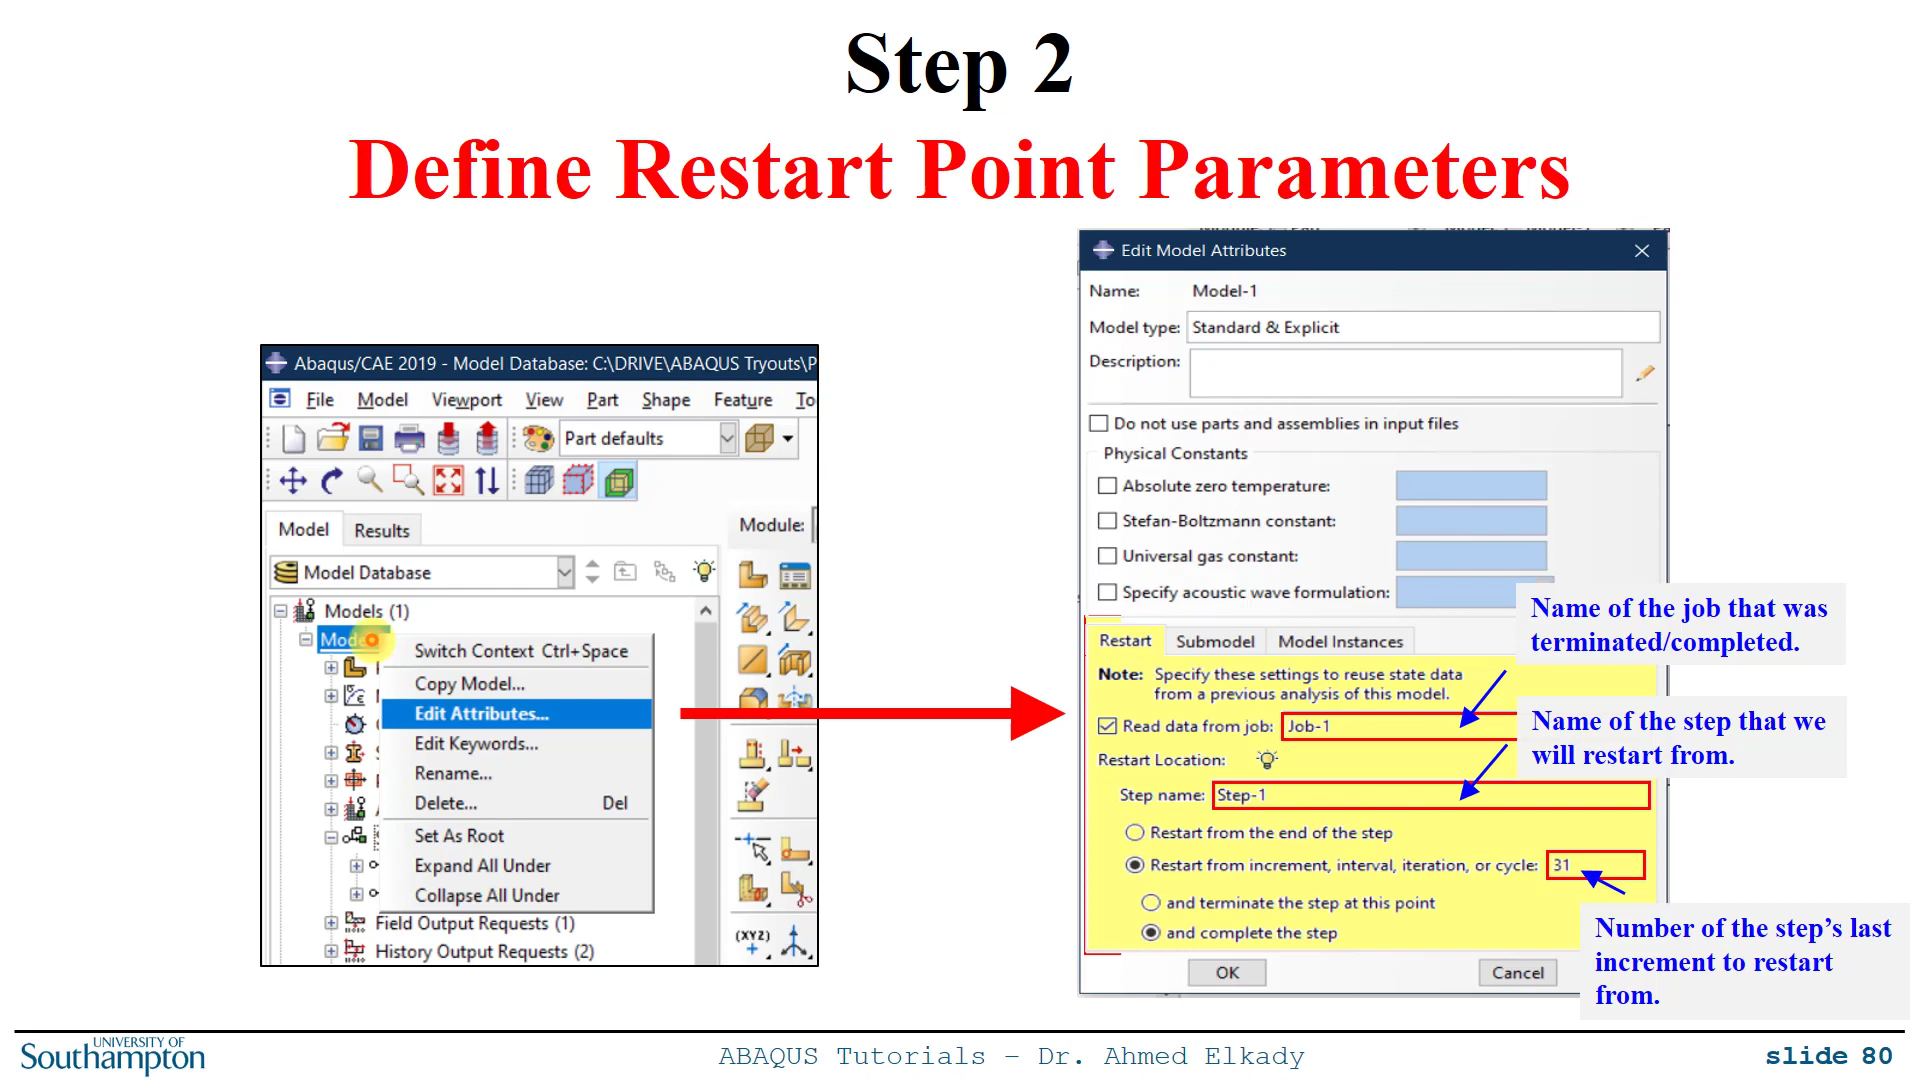 Step 2
Define Restart Point Parameters
Abaqus/CAE 2019 - Model Database: C:\DRIVE\ABAQUS Tryouts\P
File Model Viewport View Part Shape Feature To
Part defaults
Model Results
Module:
Model Database
Models (1)
Mode
Switch Context Ctrl+Space
Copy Model...
Edit Attributes...
Edit Keywords...
Rename...
Delete... Del
Set As Root
Expand All Under
Collapse All Under
Field Output Requests (1)
History Output Requests (2)
(XYZ)
Edit Model Attributes
Name: Model-1
Model type: Standard & Explicit
Description:
Do not use parts and assemblies in input files
Physical Constants
Absolute zero temperature:
Stefan-Boltzmann constant:
Universal gas constant:
Specify acoustic wave formulation:
Restart Submodel Model Instances
Note: Specify these settings to reuse state data
from a previous analysis of this model.
Read data from job: Job-1
Restart Location:
Step name: Step-1
Restart from the end of the step
Restart from increment, interval, iteration, or cycle: 31
and terminate the step at this point
and complete the step
OK Cancel
Name of the job that was
terminated/completed.
Name of the step that we
will restart from.
Number of the step’s last
increment to restart
from.
UNIVERSITY OF
Southampton
ABAQUS Tutorials – Dr. Ahmed Elkady
slide 80